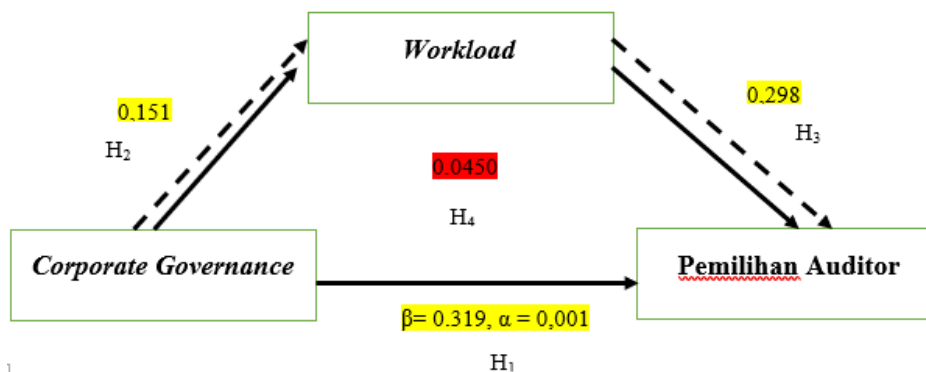 Workload
0,151
0,298
H2
H3
0.0450
H4
Corporate Governance
Pemilihan Auditor
β= 0.319, α = 0,001
H1
1